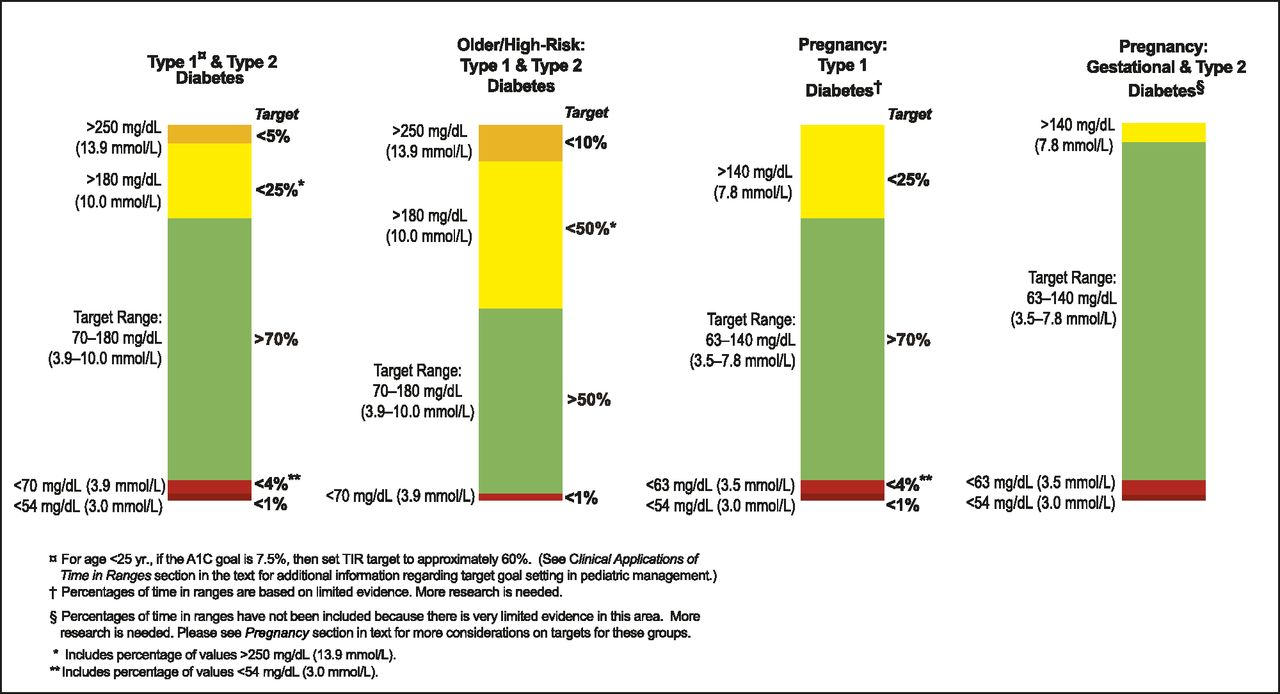 Type 1¤ & Type 2
Diabetes
Target
>250 mg/dL
(13.9 mmol/L)
<5%
>180 mg/dL
(10.0 mmol/L)
<25%*
Target Range:
70–180 mg/dL
(3.9–10.0 mmol/L)
>70%
<70 mg/dL (3.9 mmol/L)
<4%**
<54 mg/dL (3.0 mmol/L)
<1%
Older/High-Risk:
Type 1 & Type 2
Diabetes
Target
>250 mg/dL
(13.9 mmol/L)
<10%
>180 mg/dL
(10.0 mmol/L)
<50%*
Target Range:
70–180 mg/dL
(3.9–10.0 mmol/L)
>50%
<70 mg/dL (3.9 mmol/L)
<1%
Pregnancy:
Type 1
Diabetes†
Target
>140 mg/dL
(7.8 mmol/L)
<25%
Target Range:
63–140 mg/dL
(3.5–7.8 mmol/L)
>70%
<63 mg/dL (3.5 mmol/L)
<4%**
<54 mg/dL (3.0 mmol/L)
<1%
Pregnancy:
Gestational & Type 2
Diabetes§
>140 mg/dL
(7.8 mmol/L)
Target Range:
63–140 mg/dL
(3.5–7.8 mmol/L)
<63 mg/dL (3.5 mmol/L)
<54 mg/dL (3.0 mmol/L)
¤ For age <25 yr., if the A1C goal is 7.5%, then set TIR target to approximately 60%. (See Clinical Applications of
Time in Ranges section in the text for additional information regarding target goal setting in pediatric management.)
† Percentages of time in ranges are based on limited evidence. More research is needed.
§ Percentages of time in ranges have not been included because there is very limited evidence in this area. More
research is needed. Please see Pregnancy section in text for more considerations on targets for these groups.
* Includes percentage of values >250 mg/dL (13.9 mmol/L).
** Includes percentage of values <54 mg/dL (3.0 mmol/L).